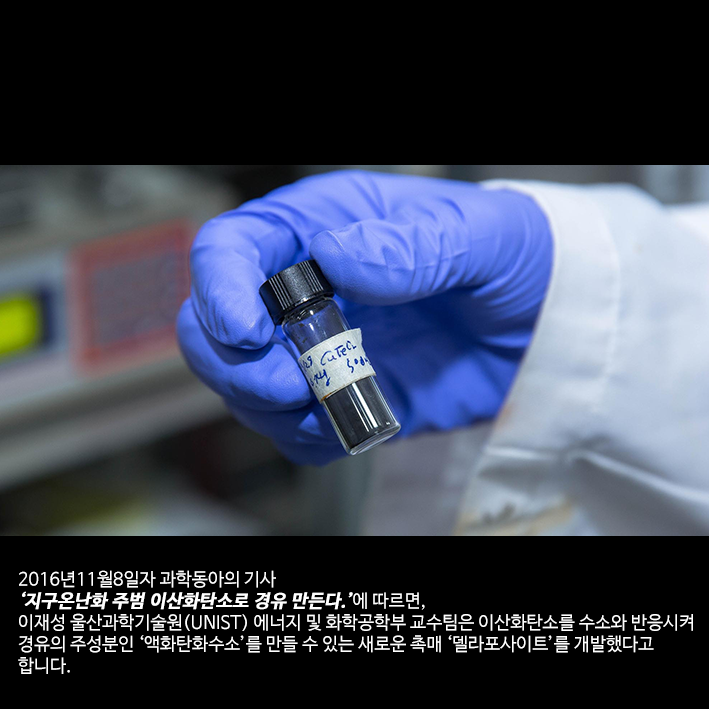 CuFeO2
2016년11월8일자 과학동아의 기사
‘지구온난화 주범 이산화탄소로 경유 만든다.’에 따르면,
이재성 울산과학기술원(UNIST) 에너지 및 화학공학부 교수팀은 이산화탄소를 수소와 반응시켜
경유의 주성분인 ‘액화탄화수소’를 만들 수 있는 새로운 촉매 ‘델라포사이트’를 개발했다고
합니다.